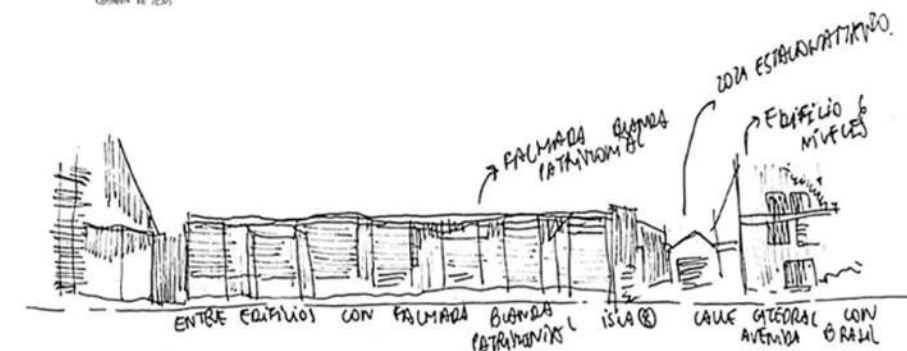 ZONA ESTACIONAMIENTO.
EDIFICIO 6
NIVELES
FACHADA BLANDA
PATRIMONIAL
ENTRE EDIFICIOS CON FACHADA BLANDA
PATRIMONIAL ISLA
CALLE CATEDRAL CON
AVENIDA BRASIL